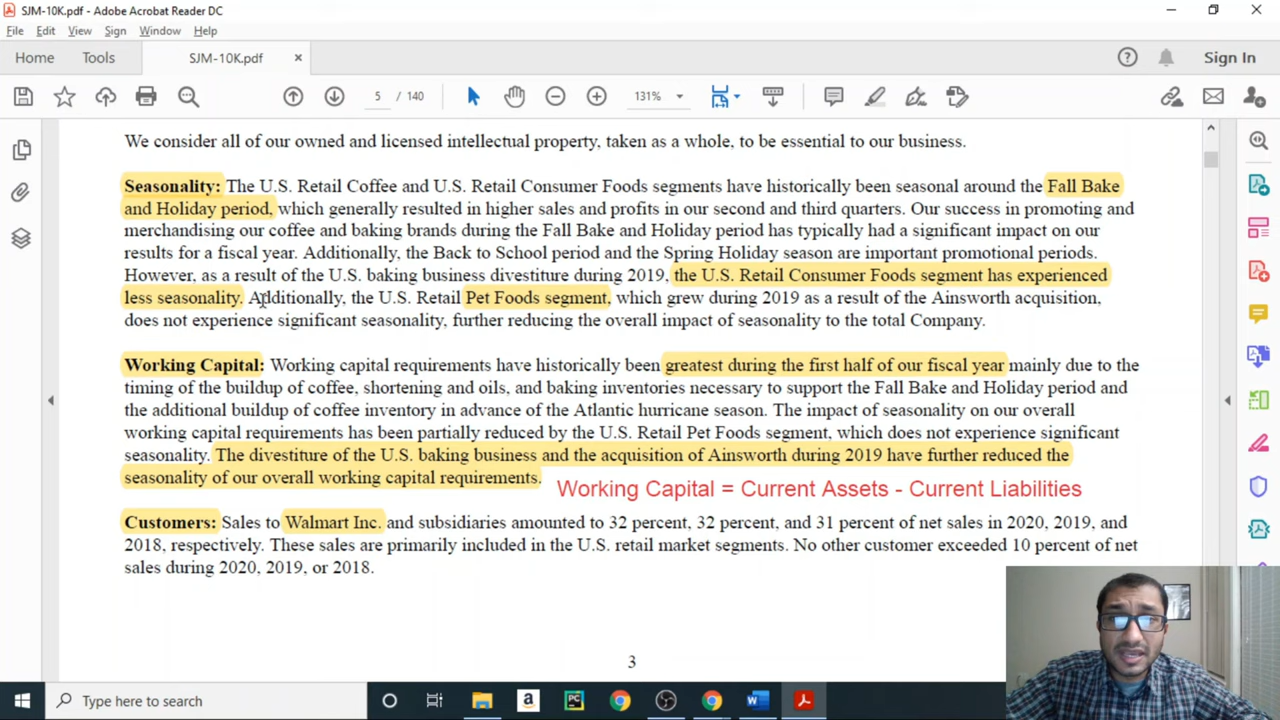 SJM-10K.pdf - Adobe Acrobat Reader DC
File Edit View Sign Window Help
Home Tools SJM-10K.pdf × Sign In
5 / 140 131%
We consider all of our owned and licensed intellectual property, taken as a whole, to be essential to our business.
Seasonality: The U.S. Retail Coffee and U.S. Retail Consumer Foods segments have historically been seasonal around the Fall Bake
and Holiday period, which generally resulted in higher sales and profits in our second and third quarters. Our success in promoting and
merchandising our coffee and baking brands during the Fall Bake and Holiday period has typically had a significant impact on our
results for a fiscal year. Additionally, the Back to School period and the Spring Holiday season are important promotional periods.
However, as a result of the U.S. baking business divestiture during 2019, the U.S. Retail Consumer Foods segment has experienced
less seasonality. Additionally, the U.S. Retail Pet Foods segment, which grew during 2019 as a result of the Ainsworth acquisition,
does not experience significant seasonality, further reducing the overall impact of seasonality to the total Company.
Working Capital: Working capital requirements have historically been greatest during the first half of our fiscal year mainly due to the
timing of the buildup of coffee, shortening and oils, and baking inventories necessary to support the Fall Bake and Holiday period and
the additional buildup of coffee inventory in advance of the Atlantic hurricane season. The impact of seasonality on our overall
working capital requirements has been partially reduced by the U.S. Retail Pet Foods segment, which does not experience significant
seasonality. The divestiture of the U.S. baking business and the acquisition of Ainsworth during 2019 have further reduced the
seasonality of our overall working capital requirements.
Working Capital = Current Assets - Current Liabilities
Customers: Sales to Walmart Inc. and subsidiaries amounted to 32 percent, 32 percent, and 31 percent of net sales in 2020, 2019, and
2018, respectively. These sales are primarily included in the U.S. retail market segments. No other customer exceeded 10 percent of net
sales during 2020, 2019, or 2018.
3
Type here to search